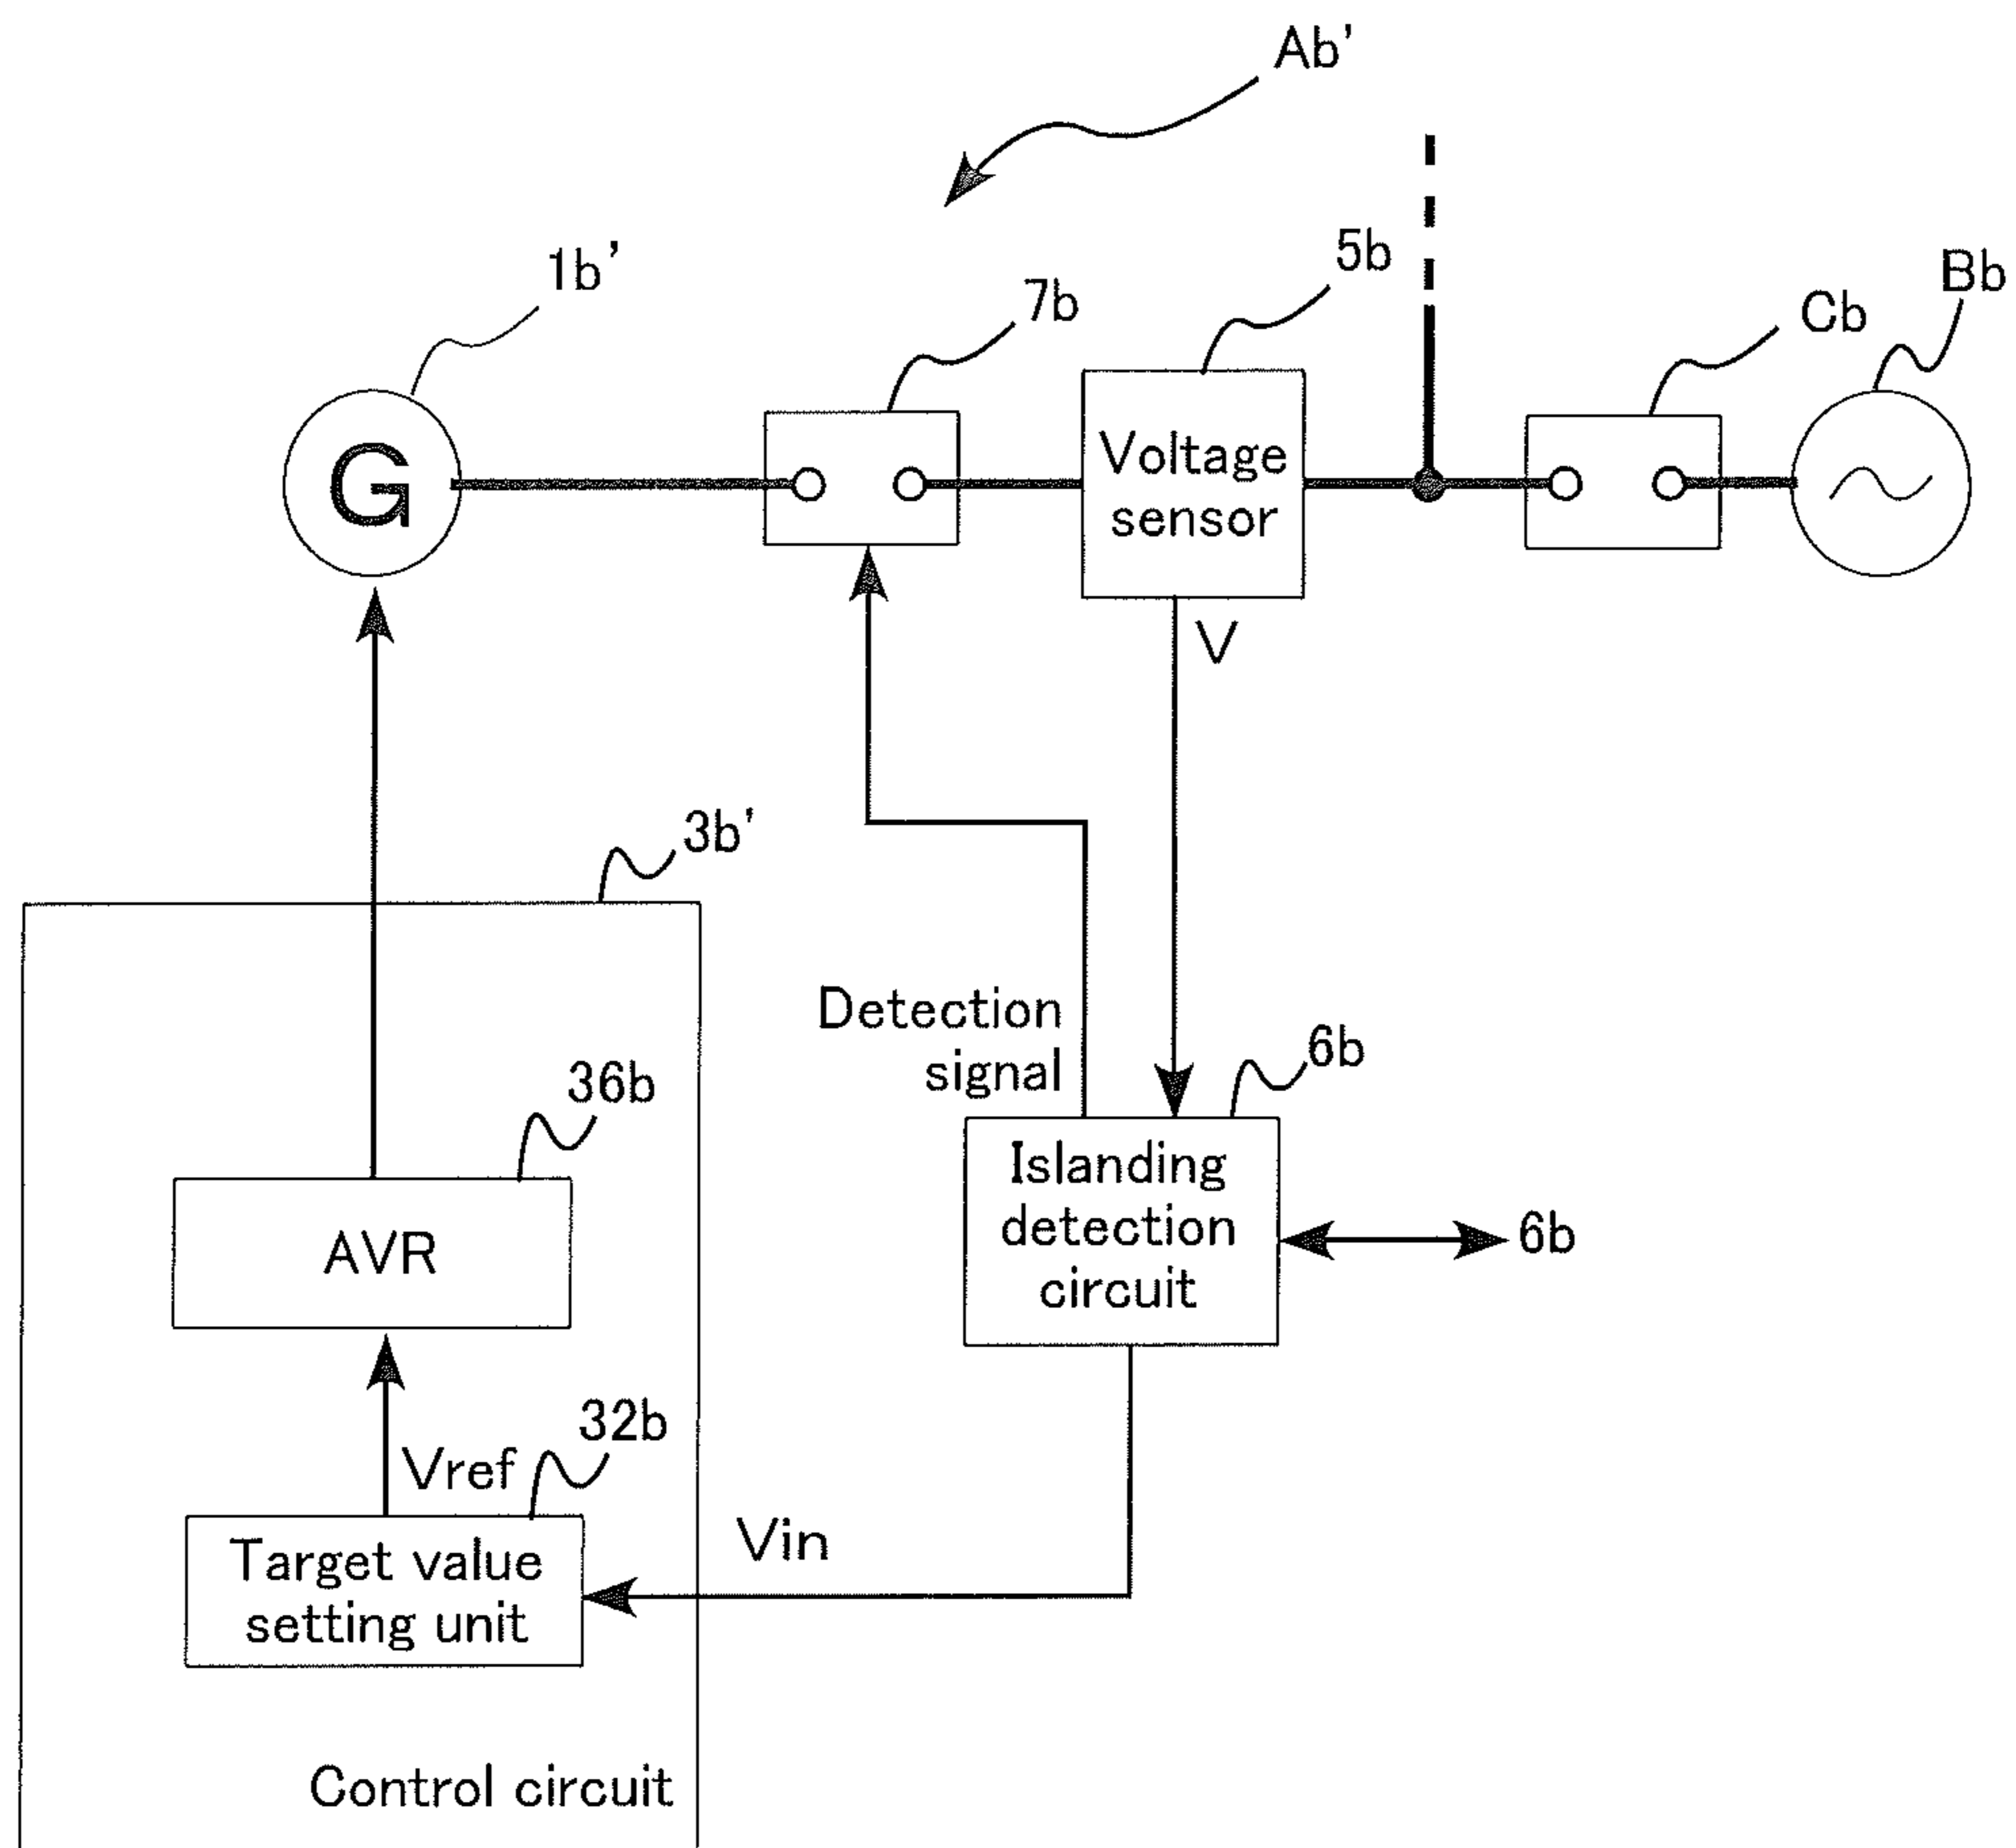 Ab'
1b'
7b
5b
Cb
Bb
G
Voltage
sensor
V
3b'
Detection
signal
6b
36b
Islanding
detection
circuit
6b
AVR
32b
Vref
Vin
Target value
setting unit
Control circuit